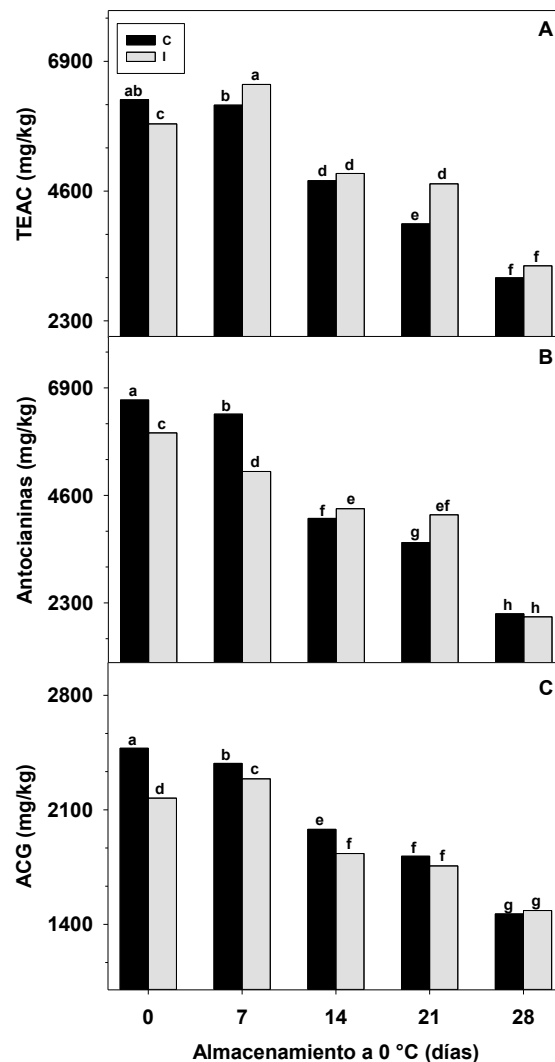 C
I
A
6900
4600
2300
TEAC (mg/kg)
ab
c
b
a
d
d
e
d
f
f
B
6900
4600
2300
Antocianinas (mg/kg)
a
c
b
d
f
e
g
ef
h
h
C
2800
2100
1400
ACG (mg/kg)
a
d
b
c
e
f
f
f
g
g
0 7 14 21 28
Almacenamiento a 0 °C (días)